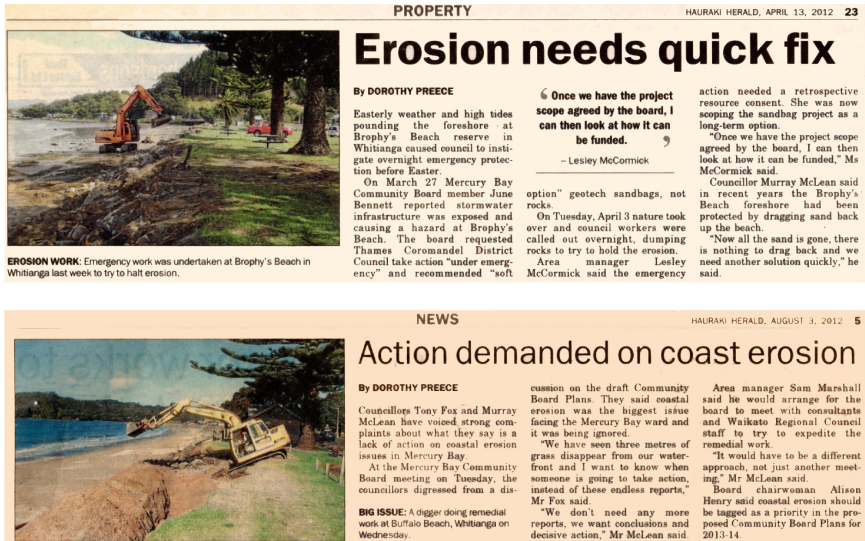 PROPERTY
HAURAKI HERALD, APRIL 13, 2012 23
Erosion needs quick fix
EROSION WORK: Emergency work was undertaken at Brophy's Beach in
Whitianga last week to try to halt erosion.
By DOROTHY PREECE
Easterly weather and high tides
pounding the foreshore at
Brophy's Beach reserve in
Whitianga caused council to insti-
gate overnight emergency protec-
tion before Easter.
On March 27 Mercury Bay
Community Board member June
Bennett reported stormwater
infrastructure was exposed and
causing a hazard at Brophy's
Beach. The board requested
Thames Coromandel District
Council take action "under emerg-
ency" and recommended "soft
‘ Once we have the project
scope agreed by the board, I
can then look at how it can
be funded. ’
– Lesley McCormick
option" geotech sandbags, not
rocks.
On Tuesday, April 3 nature took
over and council workers were
called out overnight, dumping
rocks to try to hold the erosion.
Area manager Lesley
McCormick said the emergency
action needed a retrospective
resource consent. She was now
scoping the sandbag project as a
long-term option.
"Once we have the project scope
agreed by the board, I can then
look at how it can be funded," Ms
McCormick said.
Councillor Murray McLean said
in recent years the Brophy's
Beach foreshore had been
protected by dragging sand back
up the beach.
"Now all the sand is gone, there
is nothing to drag back and we
need another solution quickly," he
said.
NEWS
HAURAKI HERALD, AUGUST 3, 2012 5
Action demanded on coast erosion
By DOROTHY PREECE
Councillors Tony Fox and Murray
McLean have voiced strong com-
plaints about what they say is a
lack of action on coastal erosion
issues in Mercury Bay.
At the Mercury Bay Community
Board meeting on Tuesday, the
councillors digressed from a dis-
BIG ISSUE: A digger doing remedial
work at Buffalo Beach, Whitianga on
Wednesday.
cussion on the draft Community
Board Plans. They said coastal
erosion was the biggest issue
facing the Mercury Bay ward and
it was being ignored.
"We have seen three metres of
grass disappear from our water-
front and I want to know when
someone is going to take action,
instead of these endless reports,"
Mr Fox said.
"We don't need any more
reports, we want conclusions and
decisive action," Mr McLean said.
Area manager Sam Marshall
said he would arrange for the
board to meet with consultants
and Waikato Regional Council
staff to try to expedite the
remedial work.
"It would have to be a different
approach, not just another meet-
ing," Mr McLean said.
Board chairwoman Alison
Henry said coastal erosion should
be tagged as a priority in the pro-
posed Community Board Plans for
2013-14.